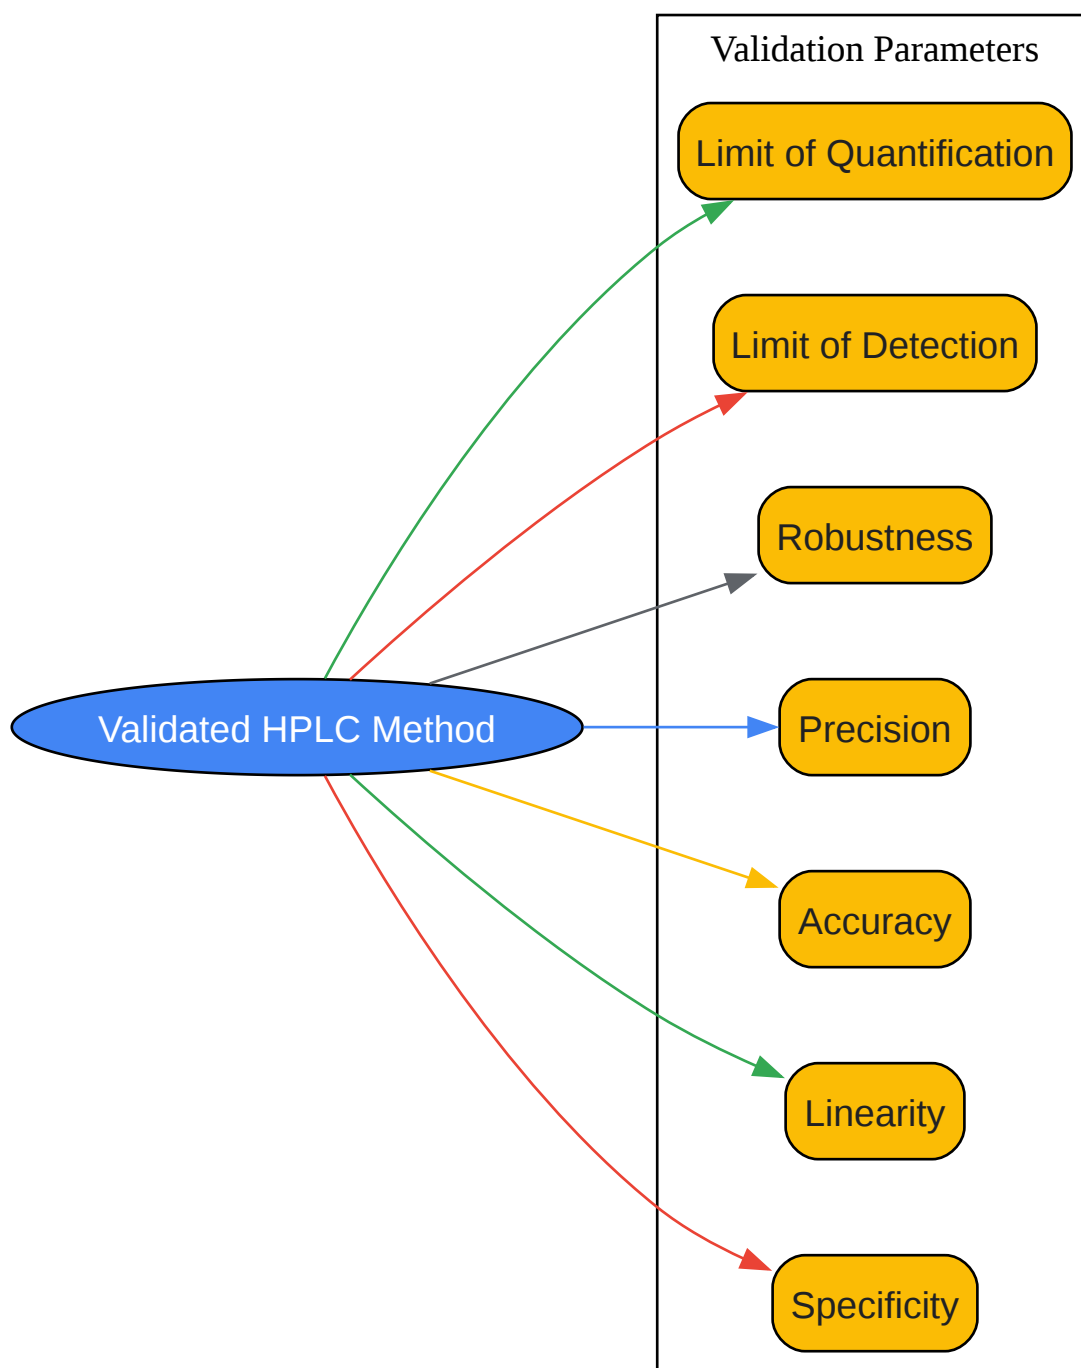 Validation Parameters
Limit of Quantification
Limit of Detection
Robustness
Validated HPLC Method
Precision
Accuracy
Linearity
Specificity